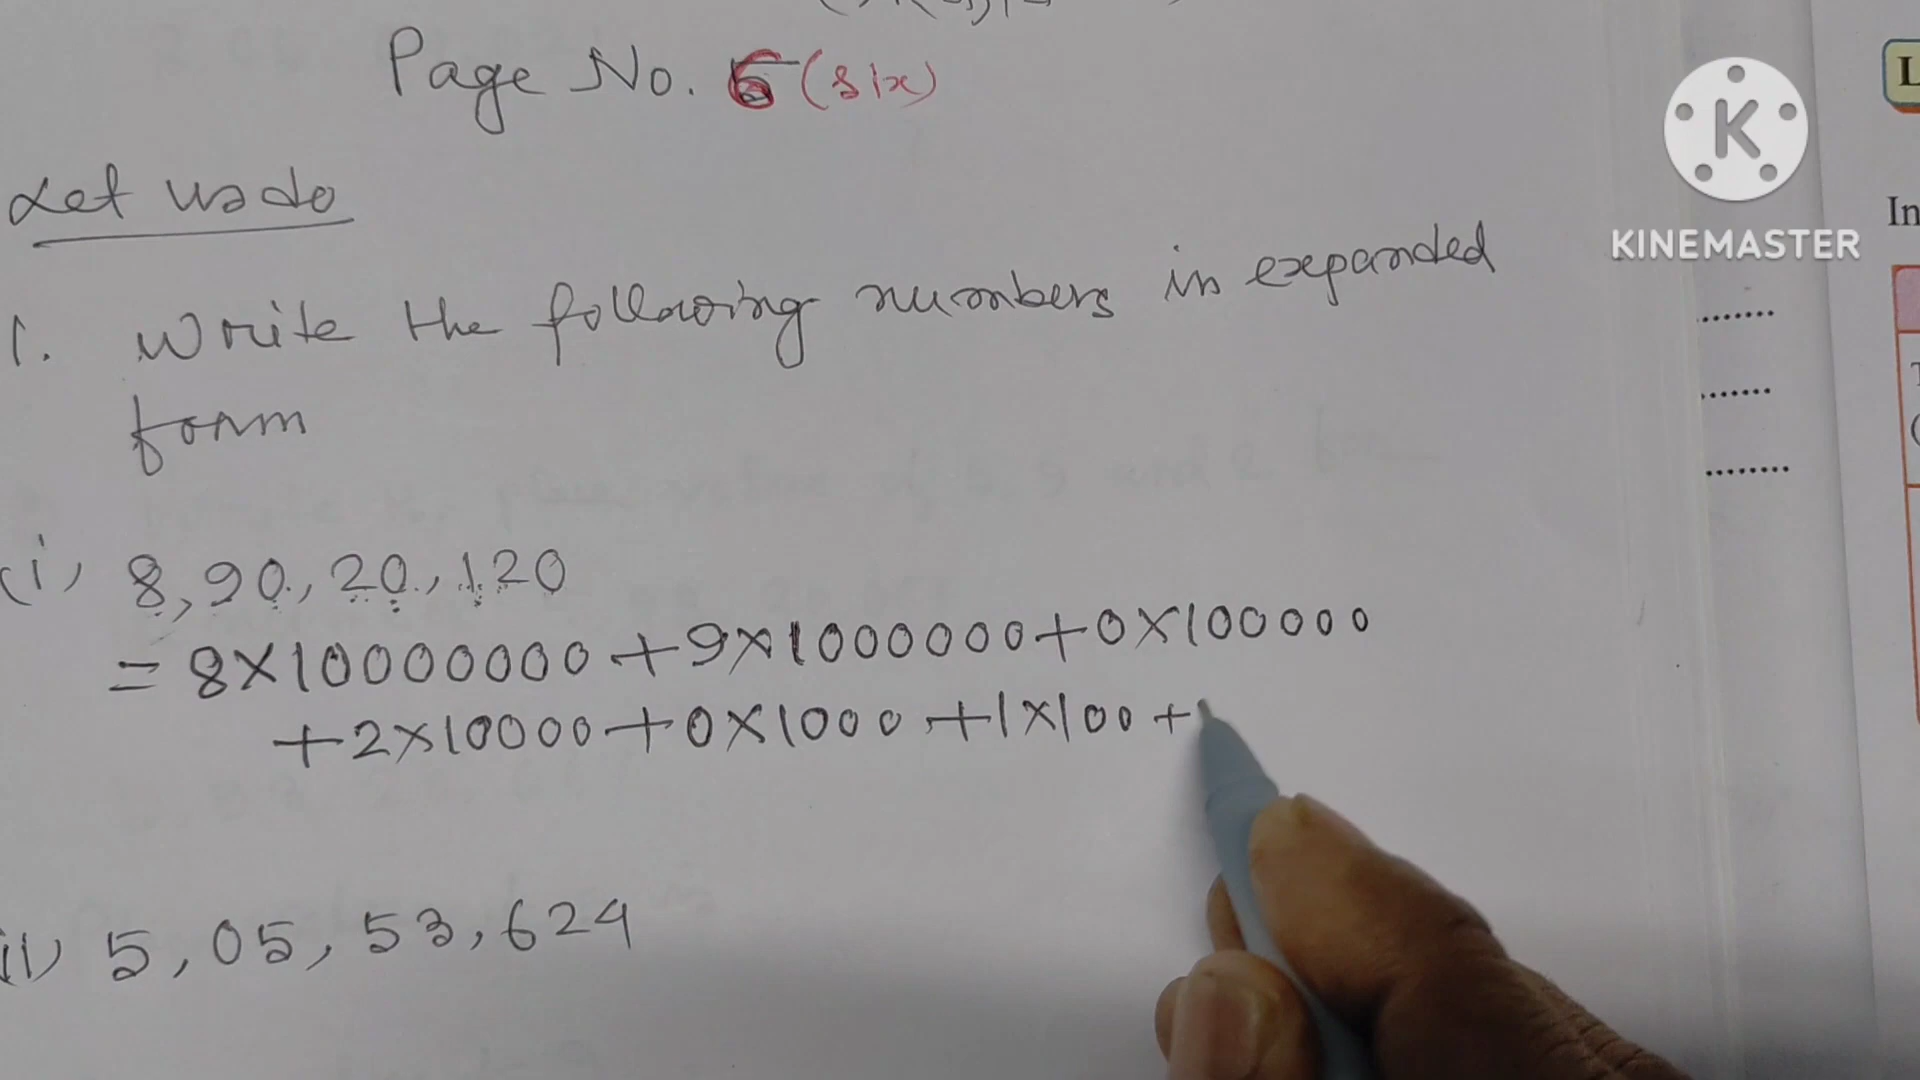 Page No. 6 (six)
Let us do
1. Write the following numbers in expanded
form
(i) 8,90,20,120
= 8×10000000+9×1000000+0×100000
+2×10000+0×1000+1×100+
(ii) 5,05,53,624
KINEMASTER
L
In